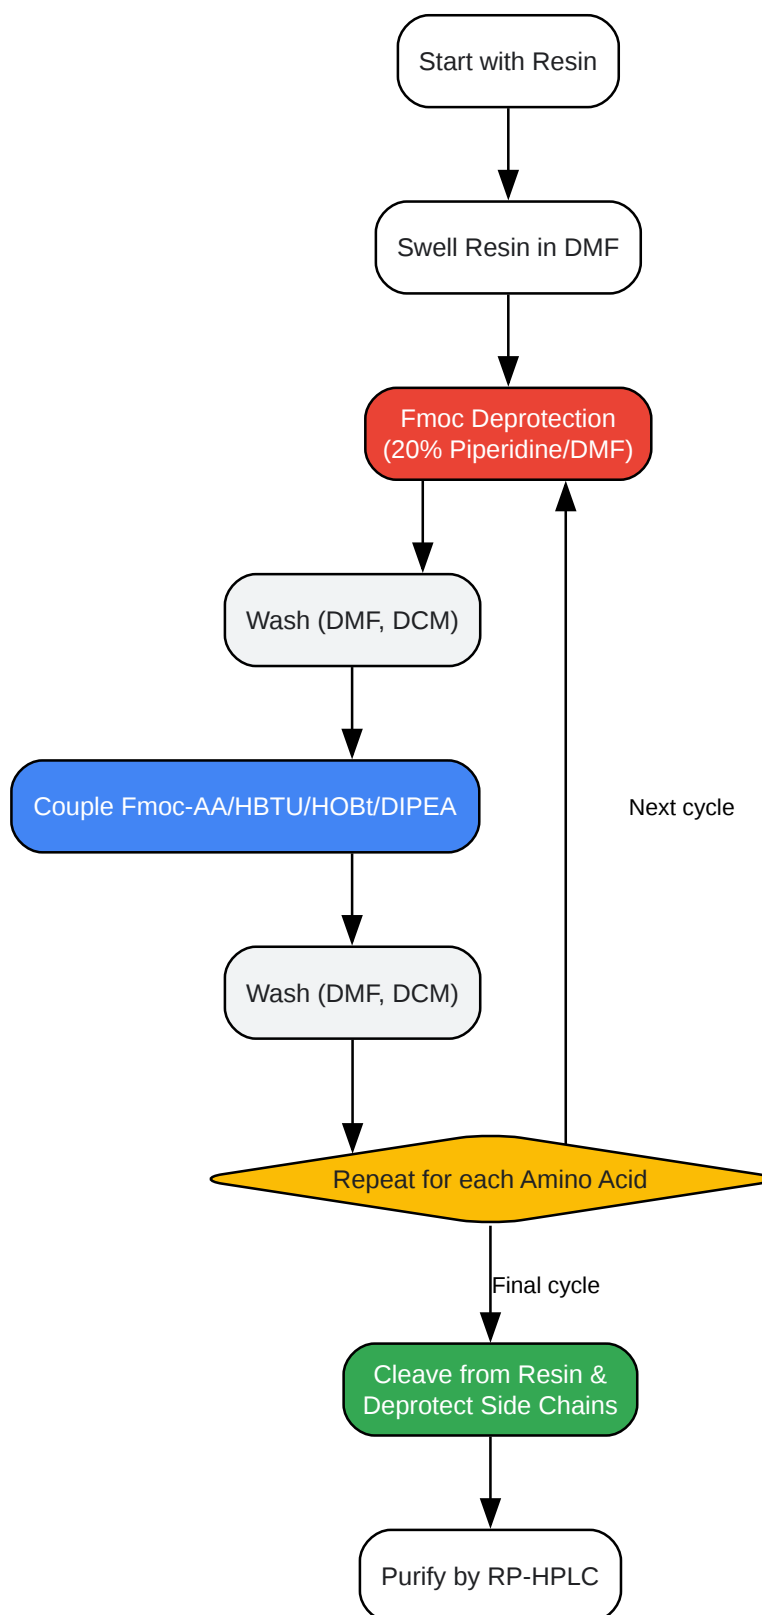 Start with Resin
Swell Resin in DMF
Fmoc Deprotection
(20% Piperidine/DMF)
Wash (DMF, DCM)
Couple Fmoc-AA/HBTU/HOBt/DIPEA
Next cycle
Wash (DMF, DCM)
Repeat for each Amino Acid
Final cycle
Cleave from Resin &
Deprotect Side Chains
Purify by RP-HPLC